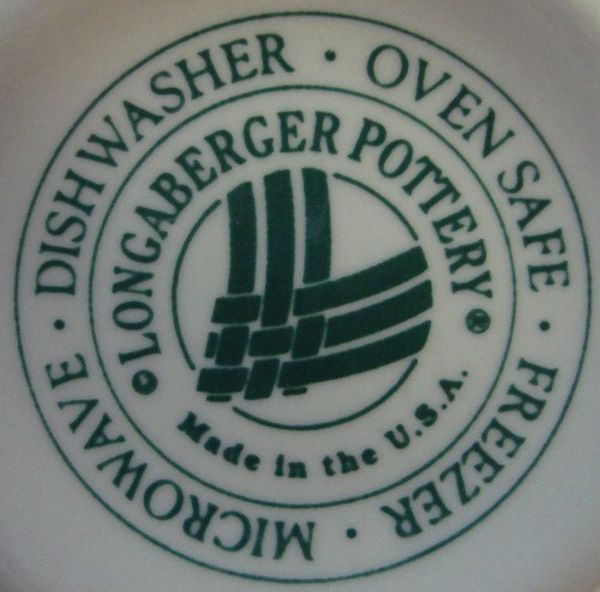 DISHWASHER · OVEN SAFE · FREEZER · MICROWAVE ·
© LONGABERGER POTTERY ®
Made in the U.S.A.